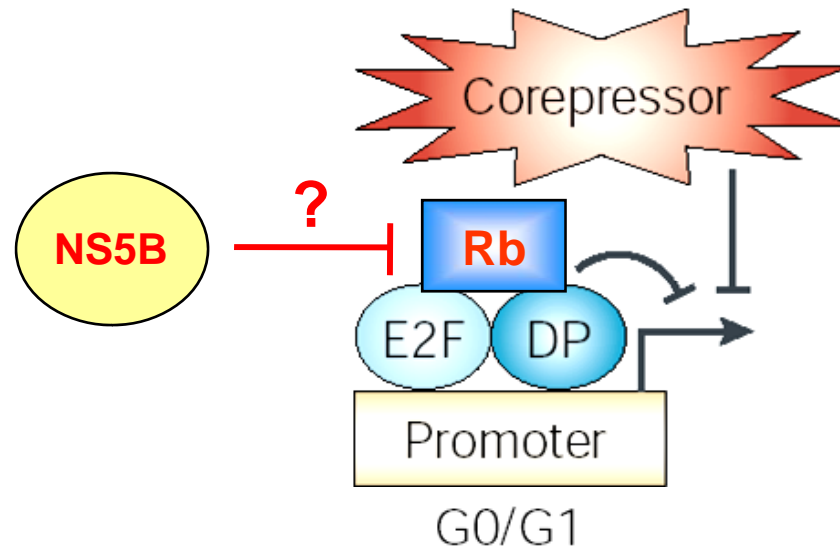 Corepressor
?
NS5B
Rb
E2F
DP
Promoter
G0/G1